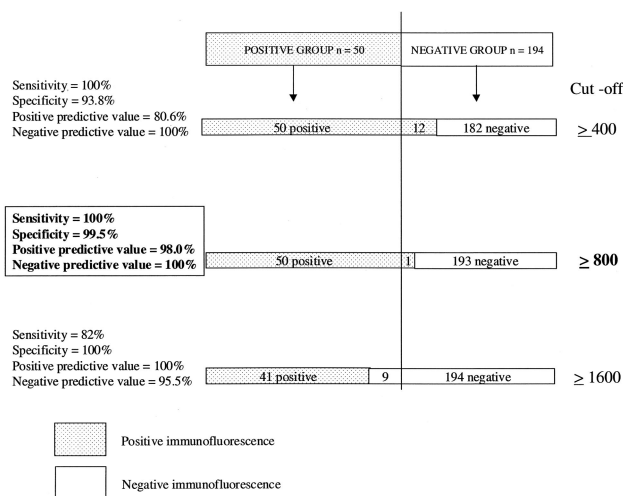 POSITIVE GROUP n = 50
NEGATIVE GROUP n = 194
Cut -off
Sensitivity = 100%
Specificity = 93.8%
Positive predictive value = 80.6%
Negative predictive value = 100%
50 positive
12
182 negative
≥ 400
Sensitivity = 100%
Specificity = 99.5%
Positive predictive value = 98.0%
Negative predictive value = 100%
50 positive
1
193 negative
≥ 800
Sensitivity = 82%
Specificity = 100%
Positive predictive value = 100%
Negative predictive value = 95.5%
41 positive
9
194 negative
≥ 1600
Positive immunofluorescence
Negative immunofluorescence